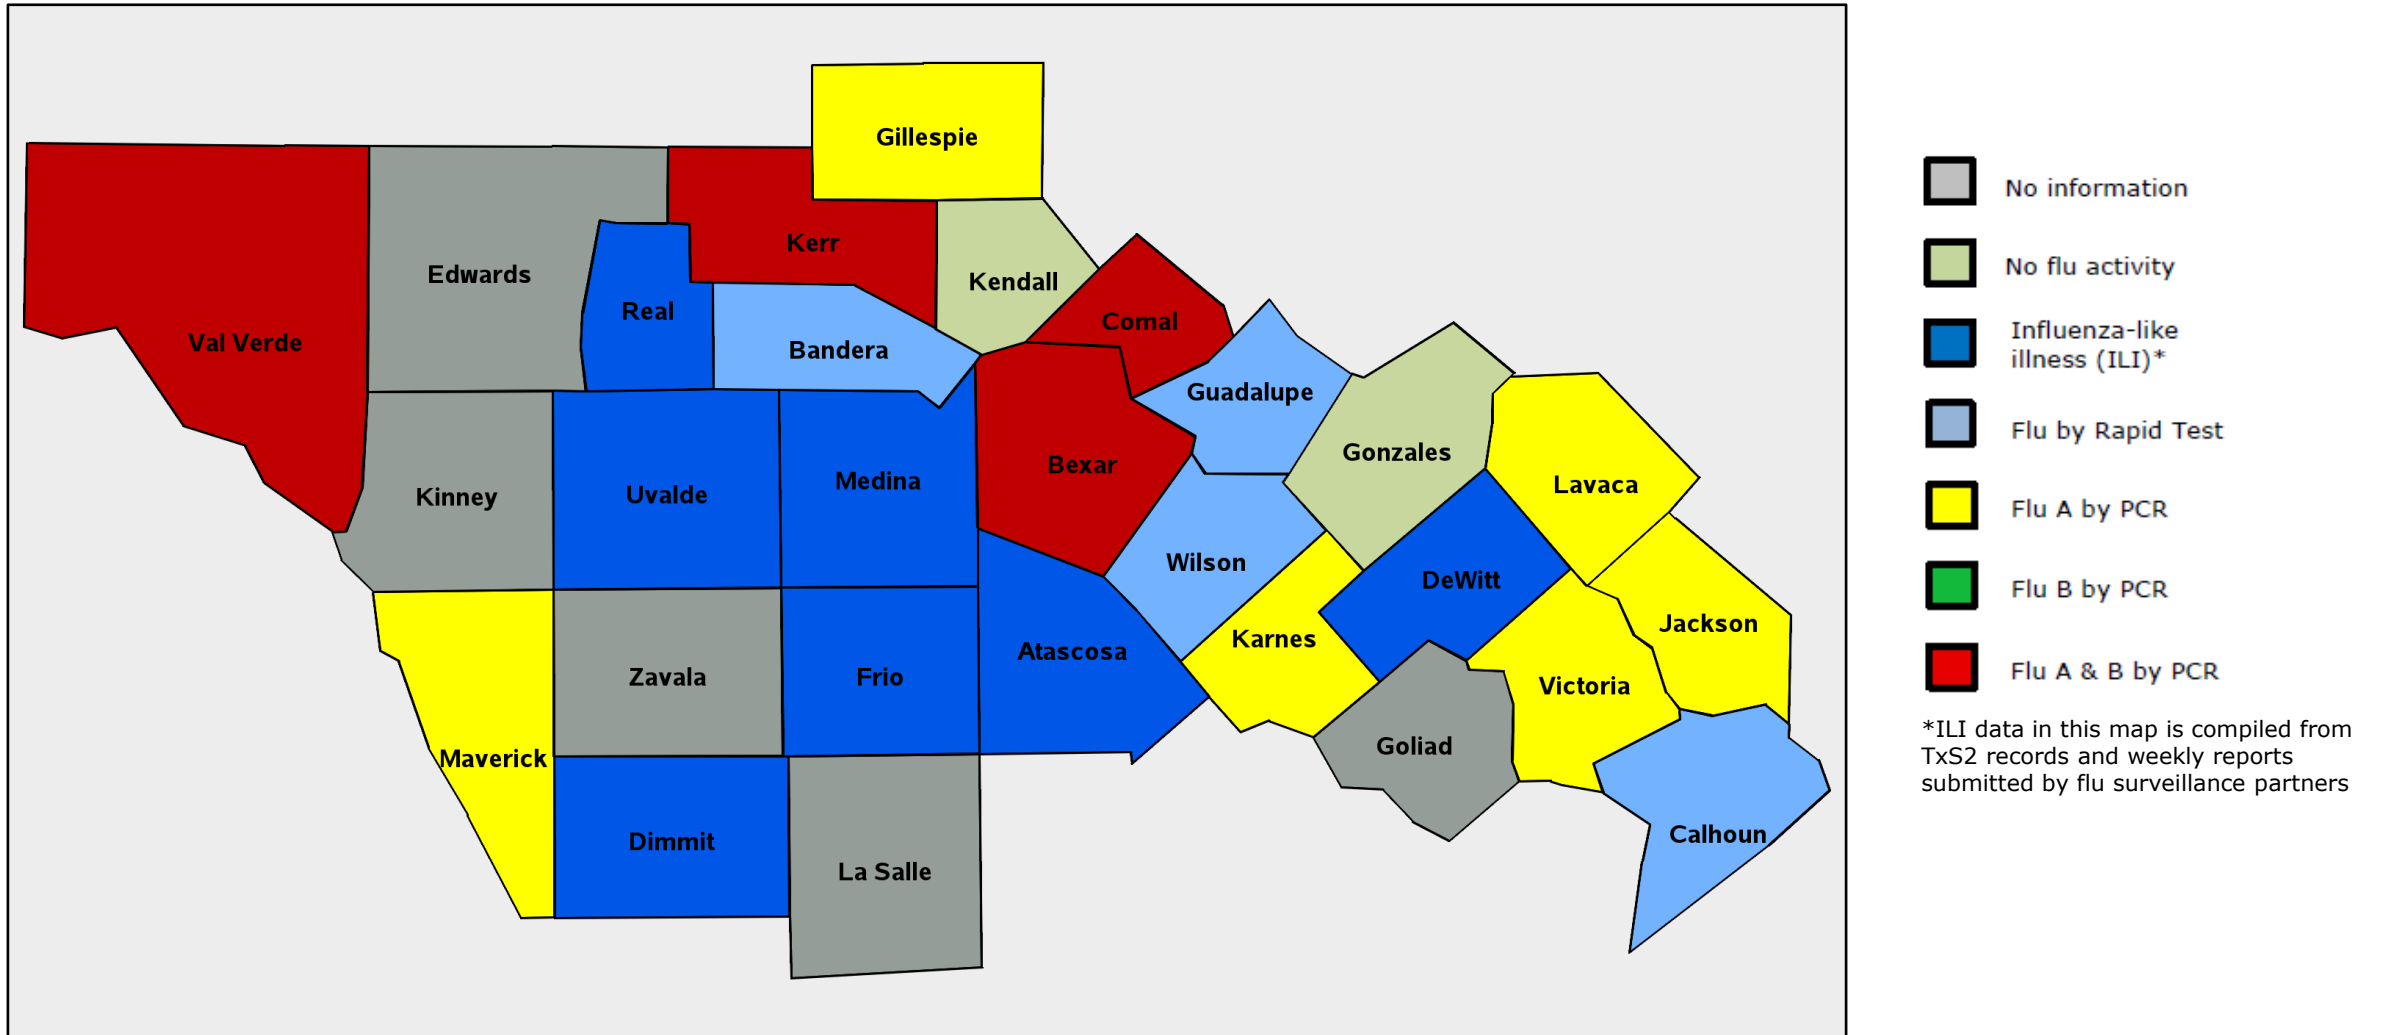 Gillespie
Kerr
Edwards
Kendall
Real
Comal
Val Verde
Bandera
Guadalupe
Gonzales
Bexar
Medina
Lavaca
Uvalde
Kinney
Wilson
DeWitt
Jackson
Karnes
Atascosa
Zavala
Frio
Victoria
Goliad
Maverick
Calhoun
Dimmit
La Salle
No information
No flu activity
Influenza-like
illness (ILI)*
Flu by Rapid Test
Flu A by PCR
Flu B by PCR
Flu A & B by PCR
*ILI data in this map is compiled from
TxS2 records and weekly reports
submitted by flu surveillance partners